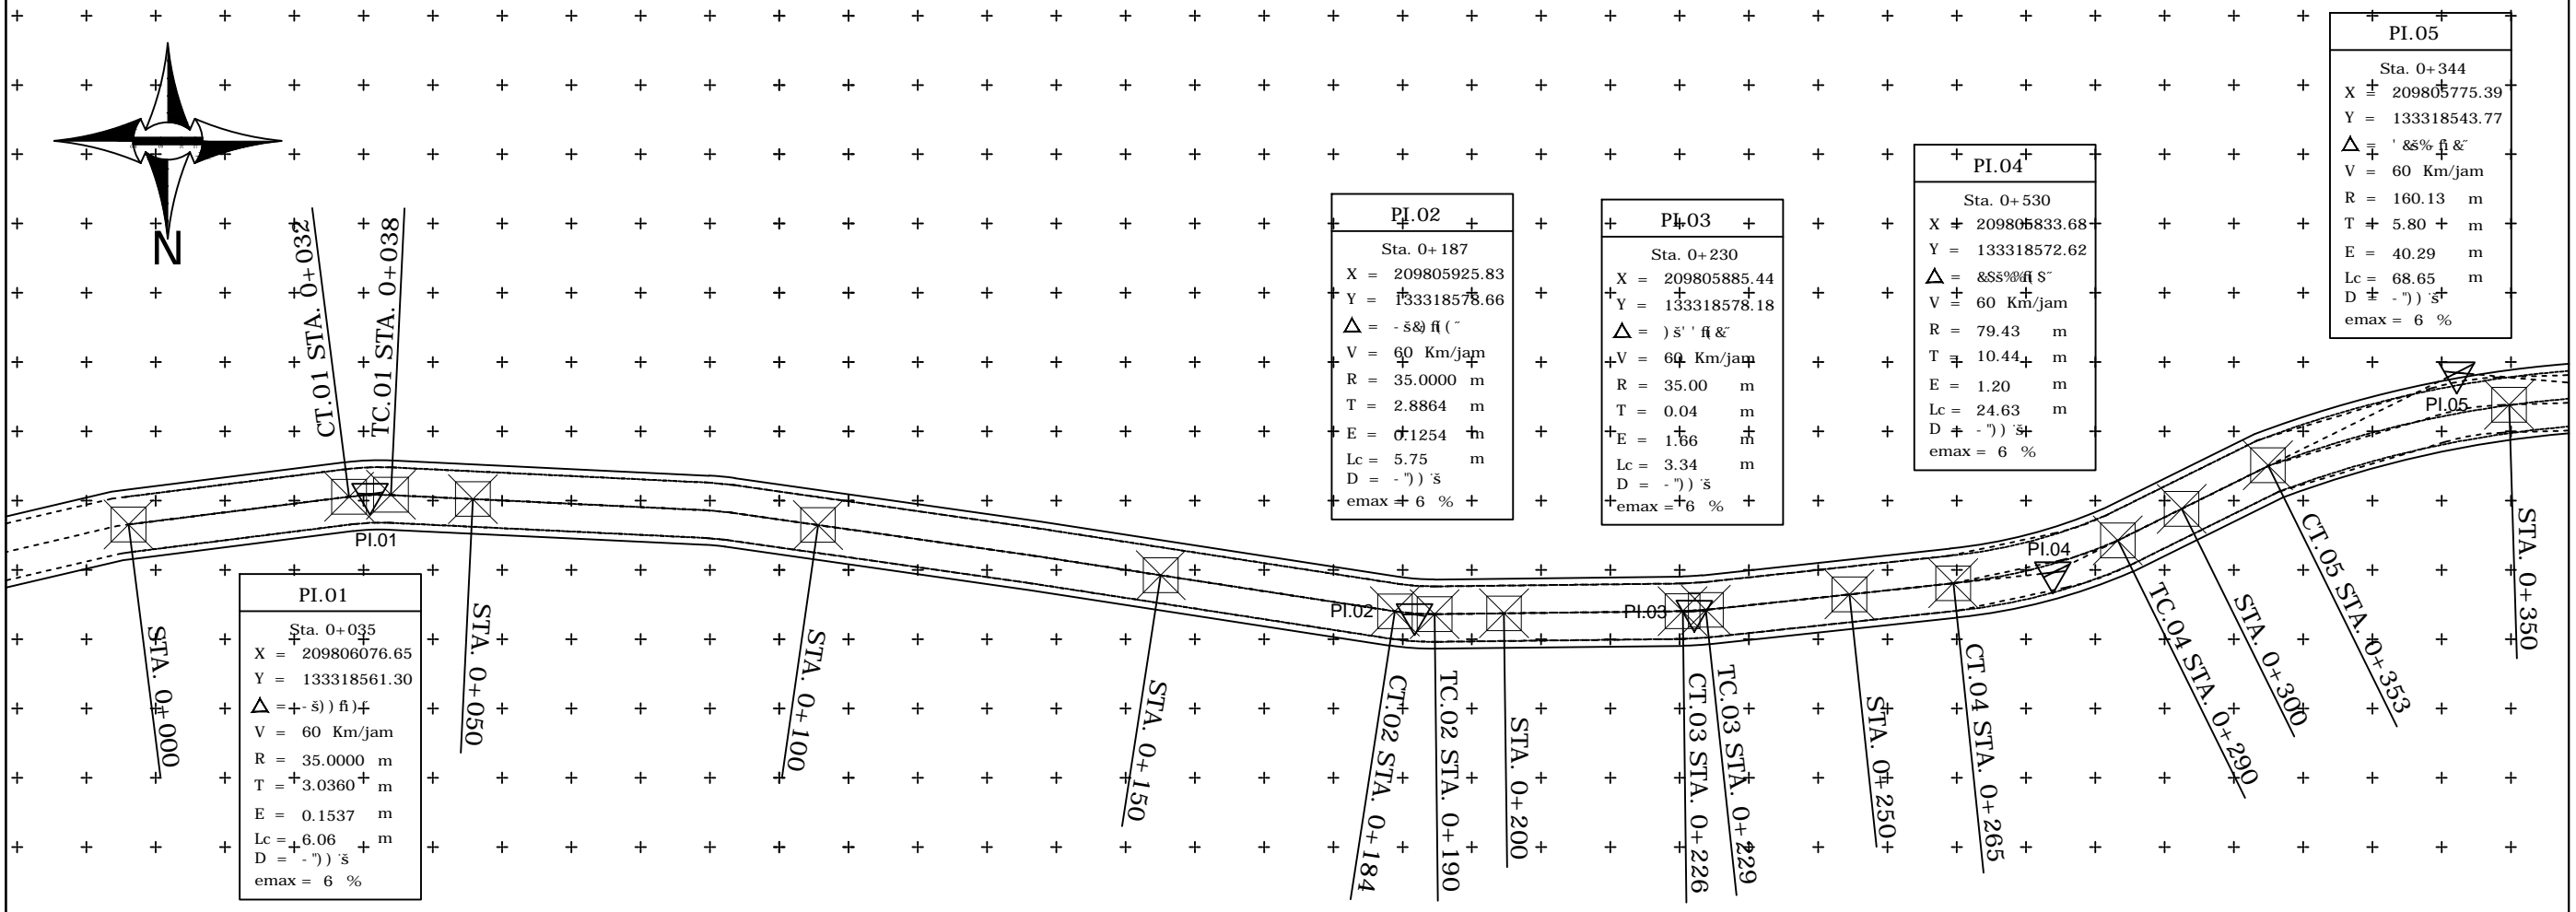 N
CT.01 STA. 0+032
TC.01 STA. 0+038
PI.01
STA. 0+000
PI.01
Sta. 0+035
X = 209806076.65
Y = 133318561.30
V = 60 Km/jam
R = 35.0000 m
T = 3.0360 m
E = 0.1537 m
Lc = 6.06 m
D =
emax = 6 %
STA. 0+050
STA. 0+100
STA. 0+150
PI.02
Sta. 0+187
X = 209805925.83
Y = 133318578.66
V = 60 Km/jam
R = 35.0000 m
T = 2.8864 m
E = 0.1254 m
Lc = 5.75 m
D =
emax = 6 %
PI.02
CT.02 STA. 0+184
TC.02 STA. 0+190
STA. 0+200
PI.03
Sta. 0+230
X = 209805885.44
Y = 133318578.18
V = 60 Km/jam
R = 35.00 m
T = 0.04 m
E = 1.66 m
Lc = 3.34 m
D =
emax = 6 %
PI.03
CT.03 STA. 0+226
TC.03 STA. 0+229
STA. 0+250
CT.04 STA. 0+265
PI.04
Sta. 0+530
X = 209805833.68
Y = 133318572.62
V = 60 Km/jam
R = 79.43 m
T = 10.44 m
E = 1.20 m
Lc = 24.63 m
D =
emax = 6 %
PI.04
TC.04 STA. 0+290
STA. 0+300
CT.05 STA. 0+353
PI.05
Sta. 0+344
X = 209805775.39
Y = 133318543.77
V = 60 Km/jam
R = 160.13 m
T = 5.80 m
E = 40.29 m
Lc = 68.65 m
D =
emax = 6 %
PI.05
STA. 0+350